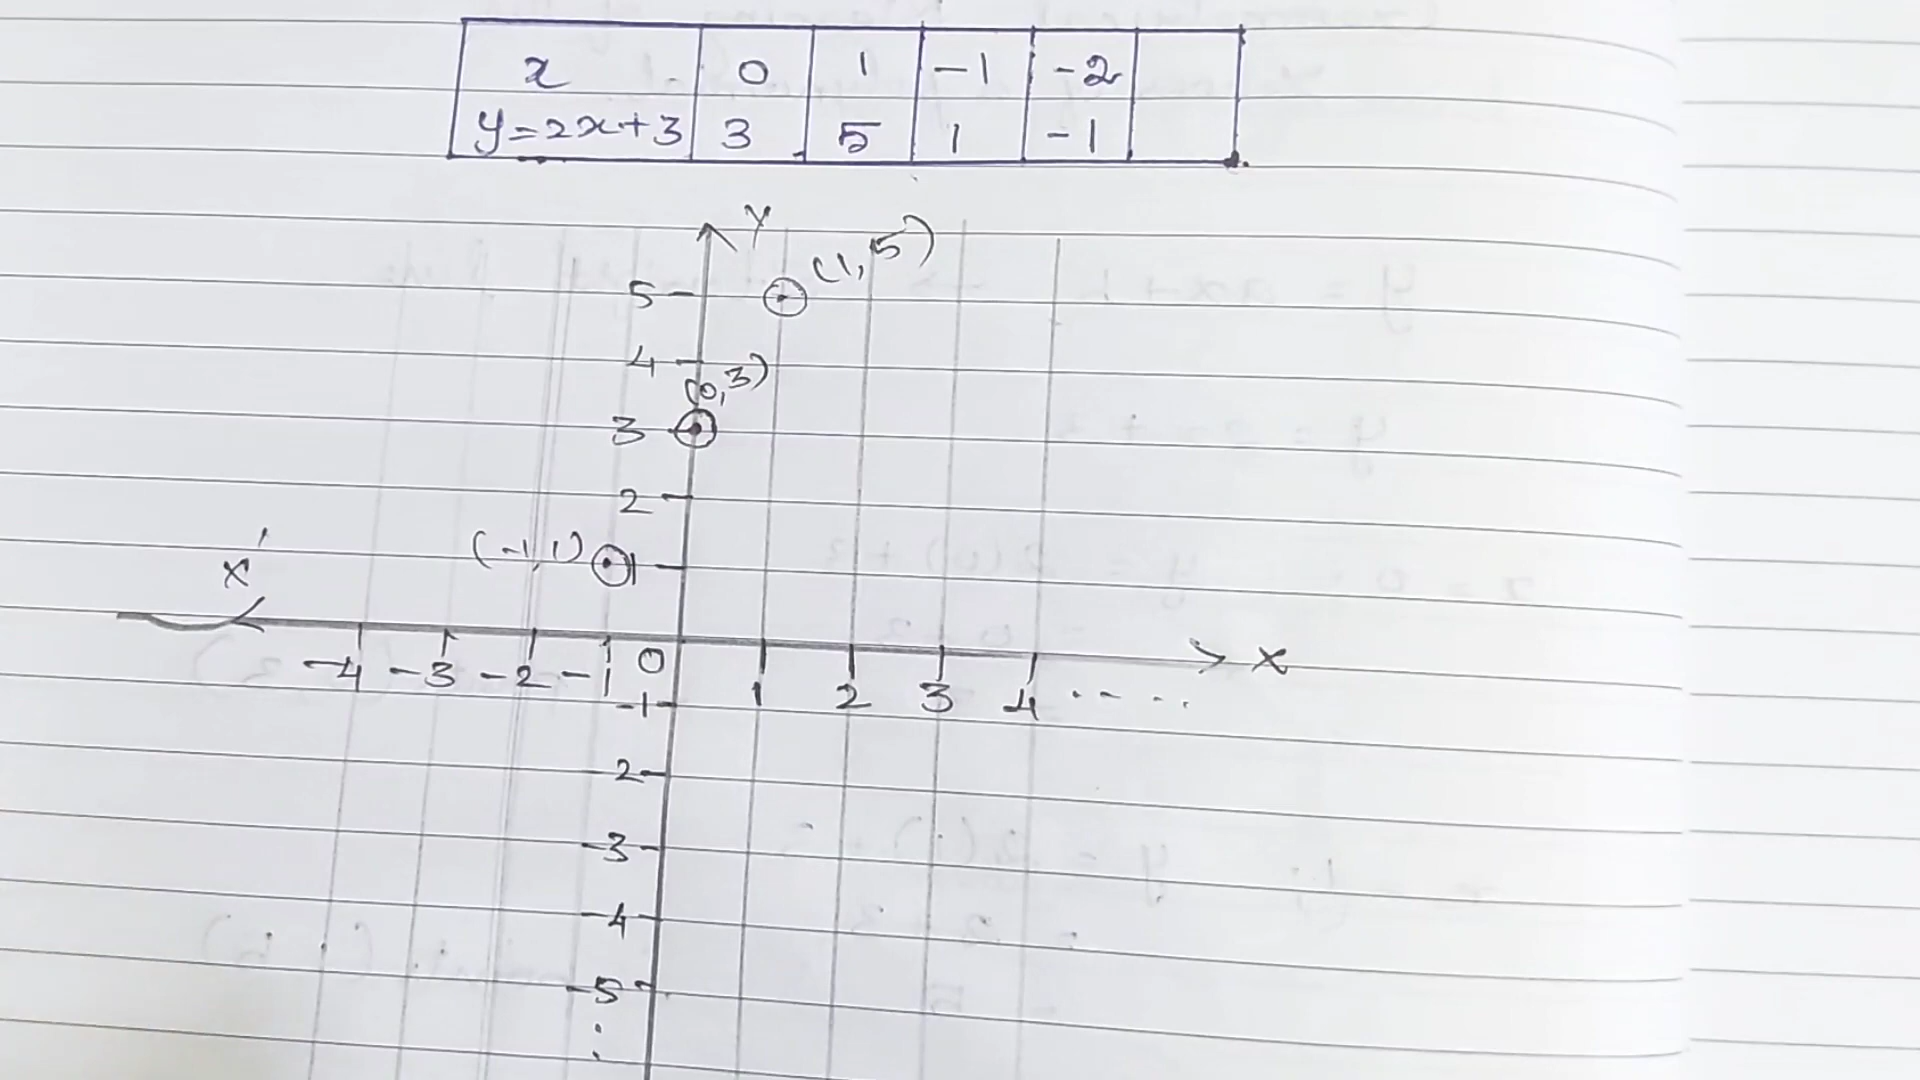 x 0 1 -1 -2
y=2x+3 3 5 1 -1
Y
(1,5)
5
4
(0,3)
3
2
(-1,1) 1
X'
-4 -3 -2 -1 0 1 2 3 4 .... X
-1
-2
-3
-4
-5
: